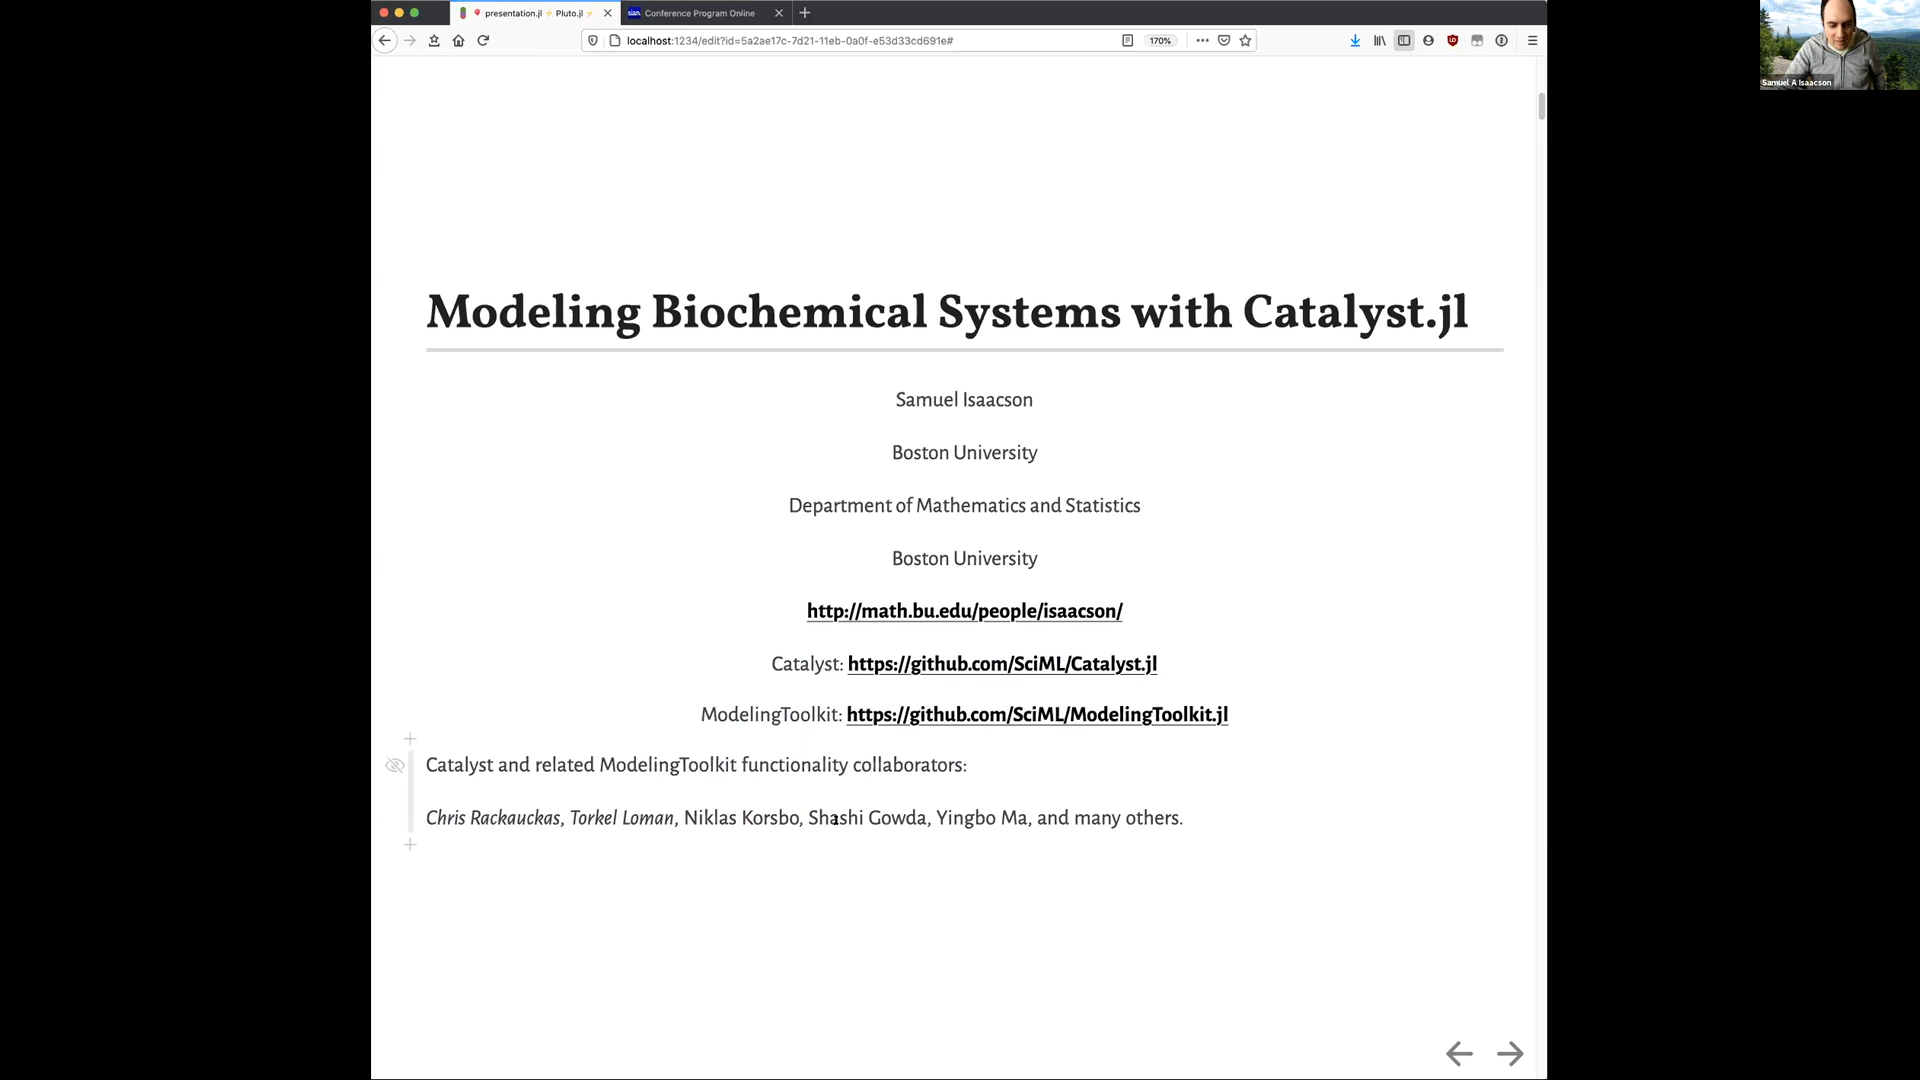 presentation.jl ⚡ Pluto.jl ⚡
Conference Program Online
localhost:1234/edit?id=5a2ae17c-7d21-11eb-0a0f-e53d33cd691e#
170%
Samuel A Isaacson
Modeling Biochemical Systems with Catalyst.jl
Samuel Isaacson
Boston University
Department of Mathematics and Statistics
Boston University
http://math.bu.edu/people/isaacson/
Catalyst: https://github.com/SciML/Catalyst.jl
ModelingToolkit: https://github.com/SciML/ModelingToolkit.jl
Catalyst and related ModelingToolkit functionality collaborators:
Chris Rackauckas, Torkel Loman, Niklas Korsbo, Shashi Gowda, Yingbo Ma, and many others.